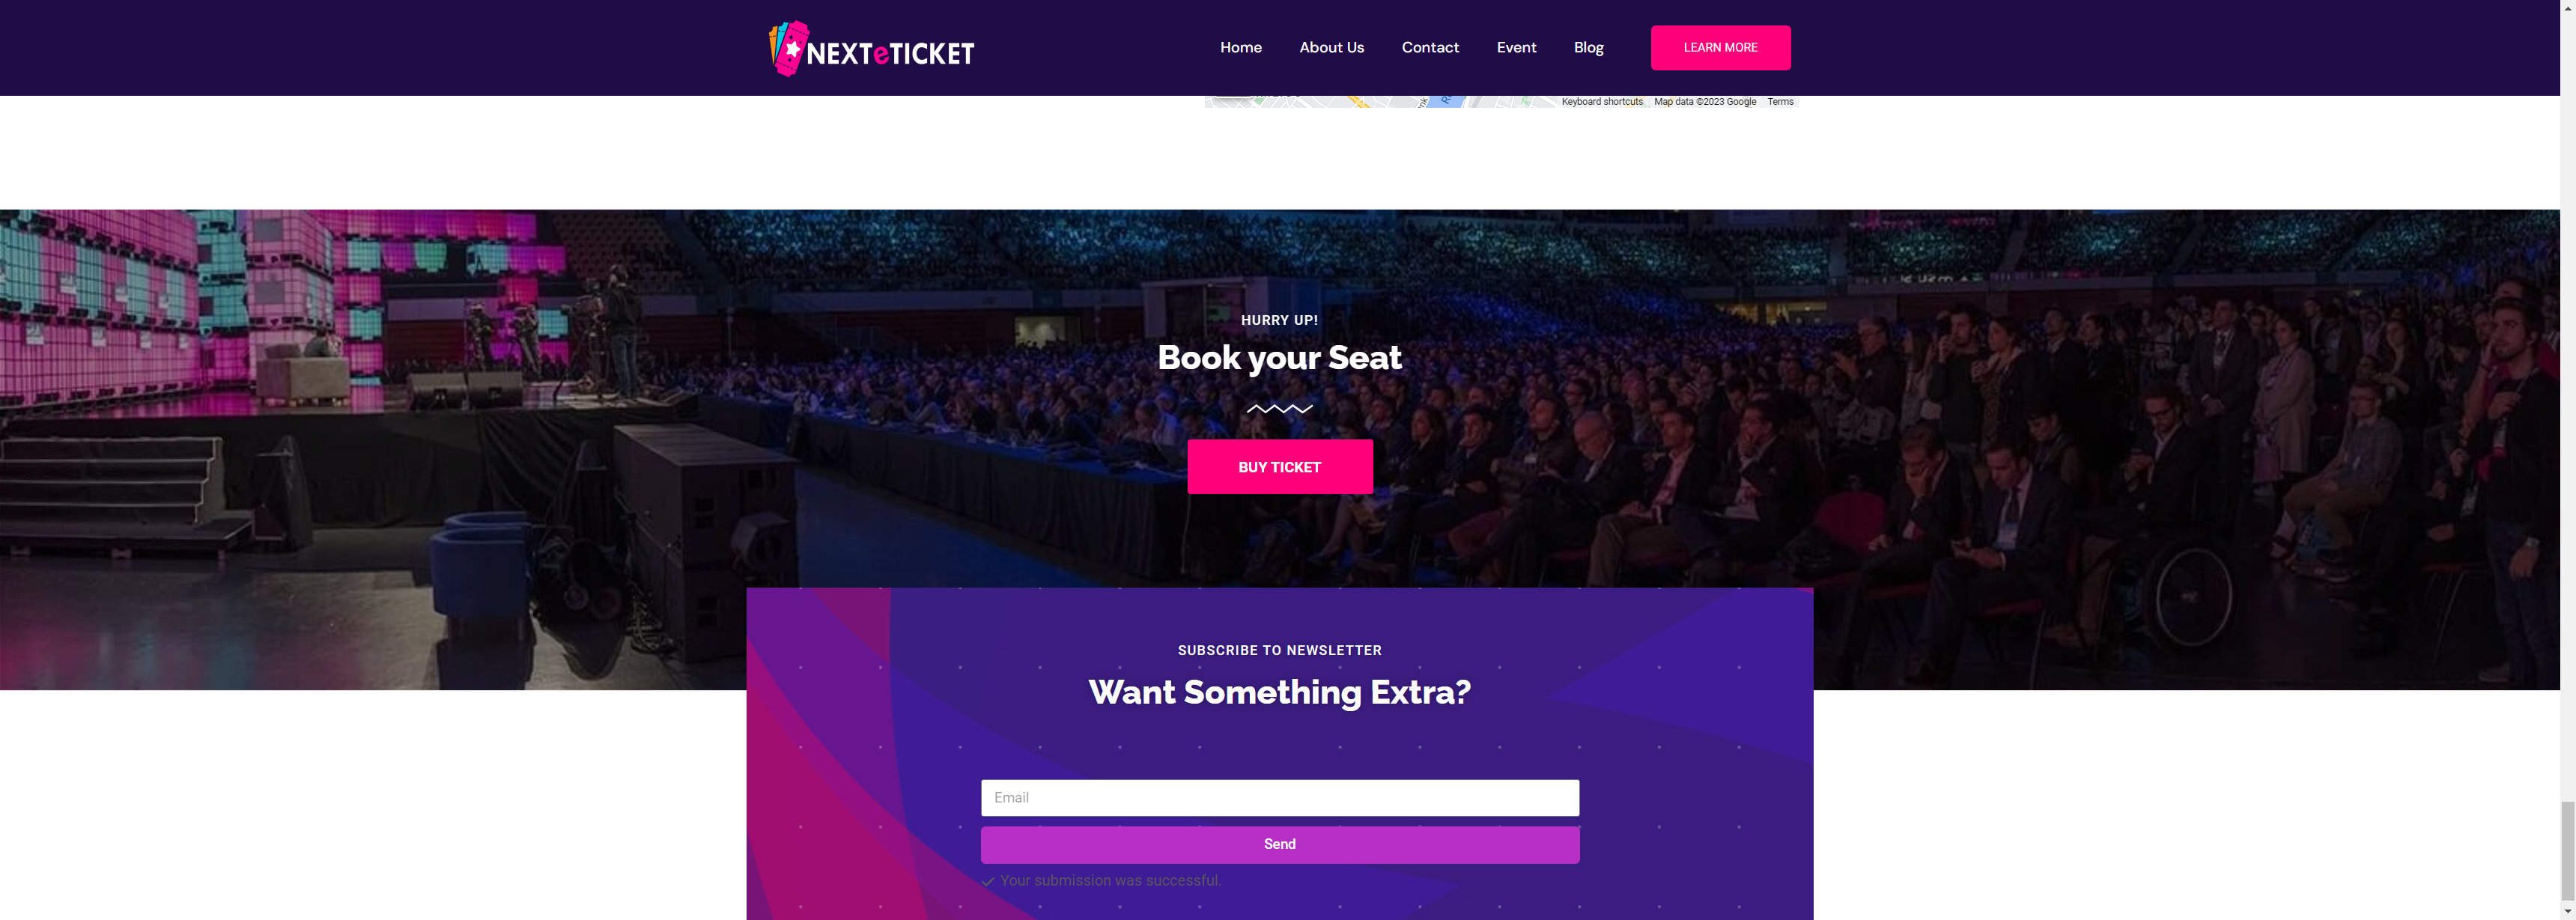 NEXTeTICKET
Home
About Us
Contact
Event
Blog
LEARN MORE
Keyboard shortcuts
Map data ©2023 Google
Terms
HURRY UP!
Book your Seat
BUY TICKET
SUBSCRIBE TO NEWSLETTER
Want Something Extra?
Email
Send
Your submission was successful.